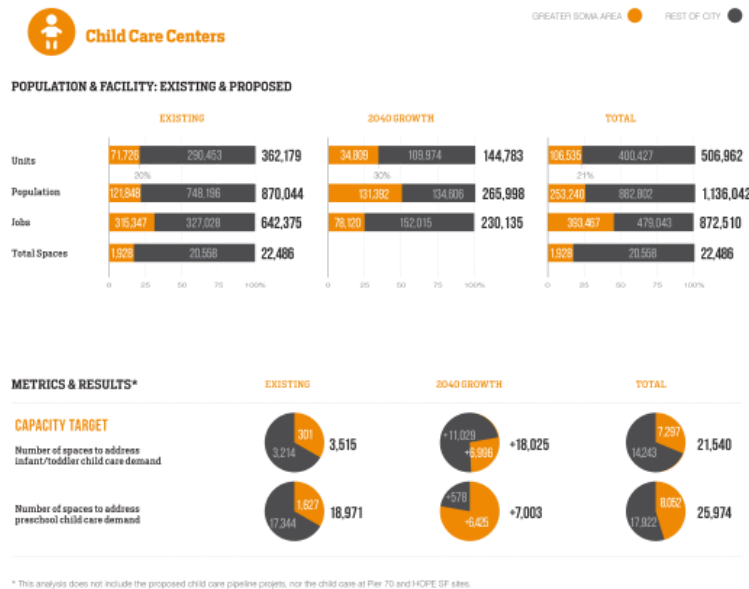 GREATER SOMA AREA REST OF CITY
Child Care Centers
POPULATION & FACILITY: EXISTING & PROPOSED
EXISTING 2040 GROWTH TOTAL
Units 71,726 290,453 362,179 34,809 109,974 144,783 106,535 400,427 506,962
20% 30% 21%
Population 121,848 748,196 870,044 131,392 134,606 265,998 253,240 882,802 1,136,042
Jobs 315,347 327,028 642,375 78,120 152,015 230,135 393,467 479,043 872,510
Total Spaces 1,928 20,558 22,486 1,928 20,558 22,486
0 25 50 75 100% 0 25 50 75 100% 0 25 50 75 100%
METRICS & RESULTS* EXISTING 2040 GROWTH TOTAL
CAPACITY TARGET
Number of spaces to address
infant/toddler child care demand
301 3,214 3,515 +11,029 +6,996 +18,025 7,297 14,243 21,540
Number of spaces to address
preschool child care demand
1,627 17,344 18,971 +578 +6,425 +7,003 8,052 17,922 25,974
* This analysis does not include the proposed child care pipeline projets, nor the child care at Pier 70 and HOPE SF sites.